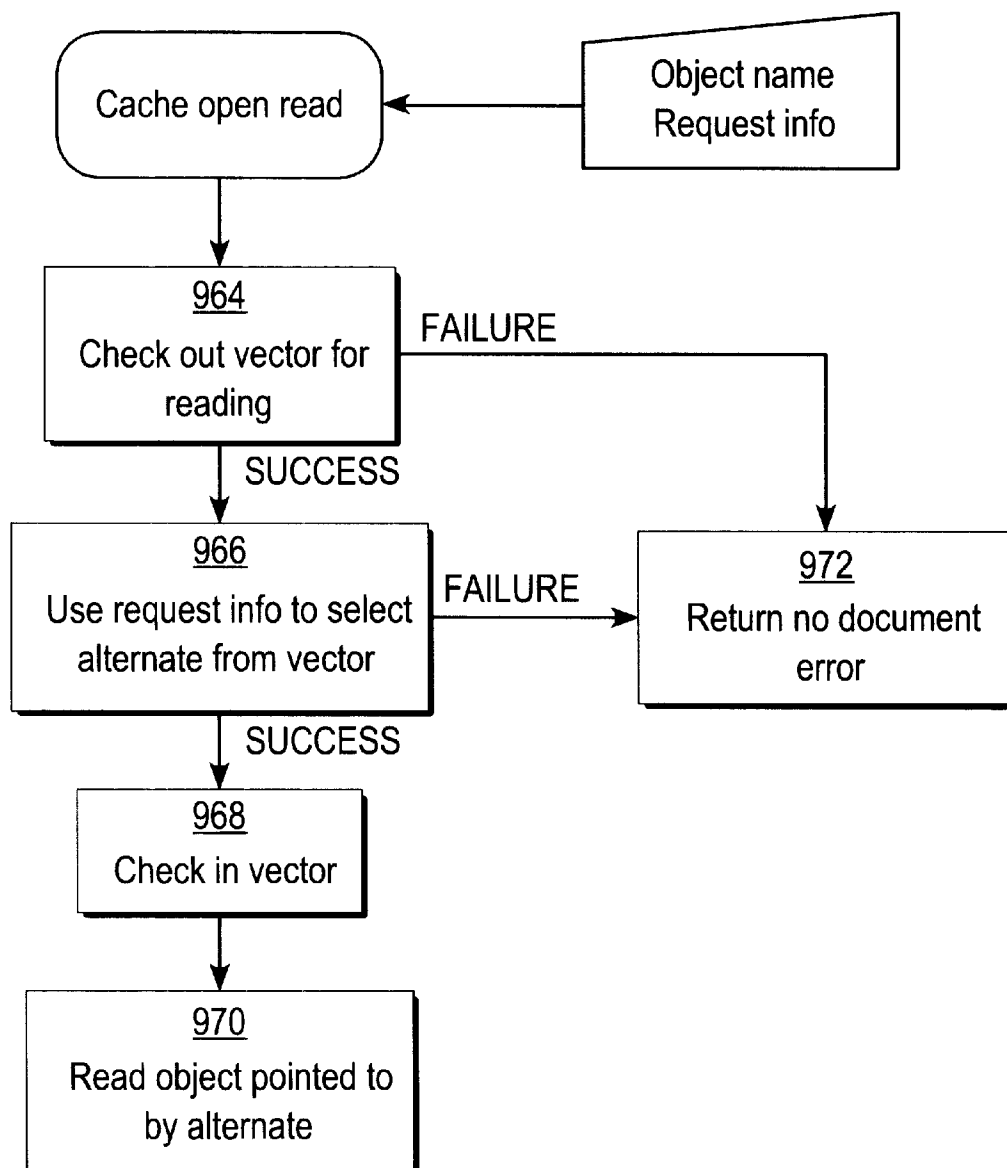 Cache open read
Object name
Request info
964
Check out vector for
reading
FAILURE
SUCCESS
966
Use request info to select
alternate from vector
FAILURE
972
Return no document
error
SUCCESS
968
Check in vector
970
Read object pointed to
by alternate